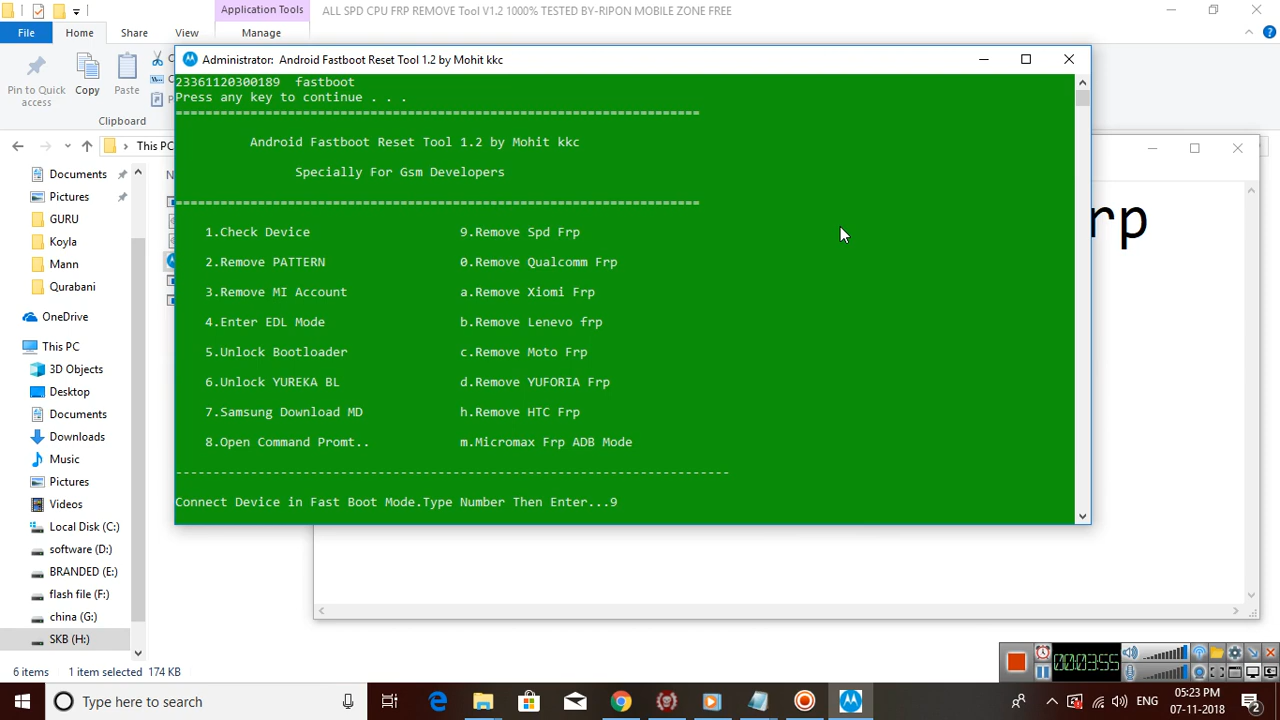 Application Tools
ALL SPD CPU FRP REMOVE Tool V1.2 1000% TESTED BY-RIPON MOBILE ZONE FREE
File
Home
Share
View
Manage
Pin to Quick access
Copy
Paste
Clipboard
This PC
Documents
Pictures
GURU
Koyla
Mann
Qurabani
OneDrive
This PC
3D Objects
Desktop
Documents
Downloads
Music
Pictures
Videos
Local Disk (C:)
software (D:)
BRANDED (E:)
flash file (F:)
china (G:)
SKB (H:)
6 items
1 item selected 174 KB
Administrator: Android Fastboot Reset Tool 1.2 by Mohit kkc
23361120300189 fastboot
Press any key to continue . . .
======================================================================
Android Fastboot Reset Tool 1.2 by Mohit kkc
Specially For Gsm Developers
======================================================================
1.Check Device 9.Remove Spd Frp
2.Remove PATTERN 0.Remove Qualcomm Frp
3.Remove MI Account a.Remove Xiomi Frp
4.Enter EDL Mode b.Remove Lenevo frp
5.Unlock Bootloader c.Remove Moto Frp
6.Unlock YUREKA BL d.Remove YUFORIA Frp
7.Samsung Download MD h.Remove HTC Frp
8.Open Command Promt.. m.Micromax Frp ADB Mode
--------------------------------------------------------------------------
Connect Device in Fast Boot Mode.Type Number Then Enter...9
rp
00:03:55
Type here to search
ENG
05:23 PM
07-11-2018
2